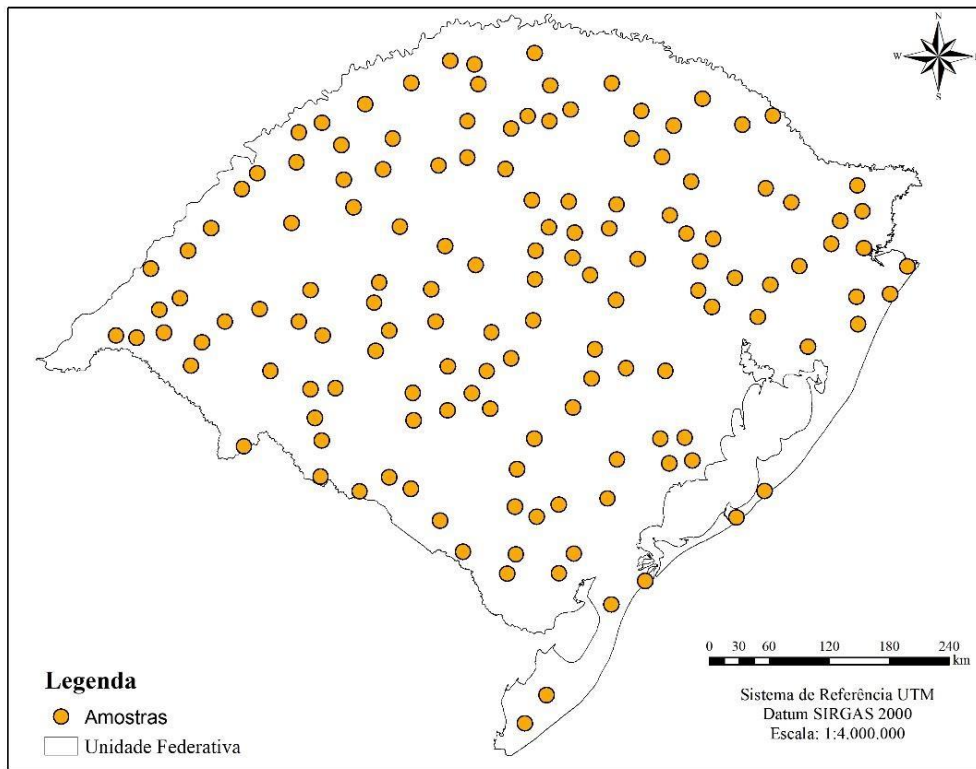 N
W
S
0 30 60 120 180 240
km
Legenda
Amostras
Unidade Federativa
Sistema de Referência UTM
Datum SIRGAS 2000
Escala: 1:4.000.000